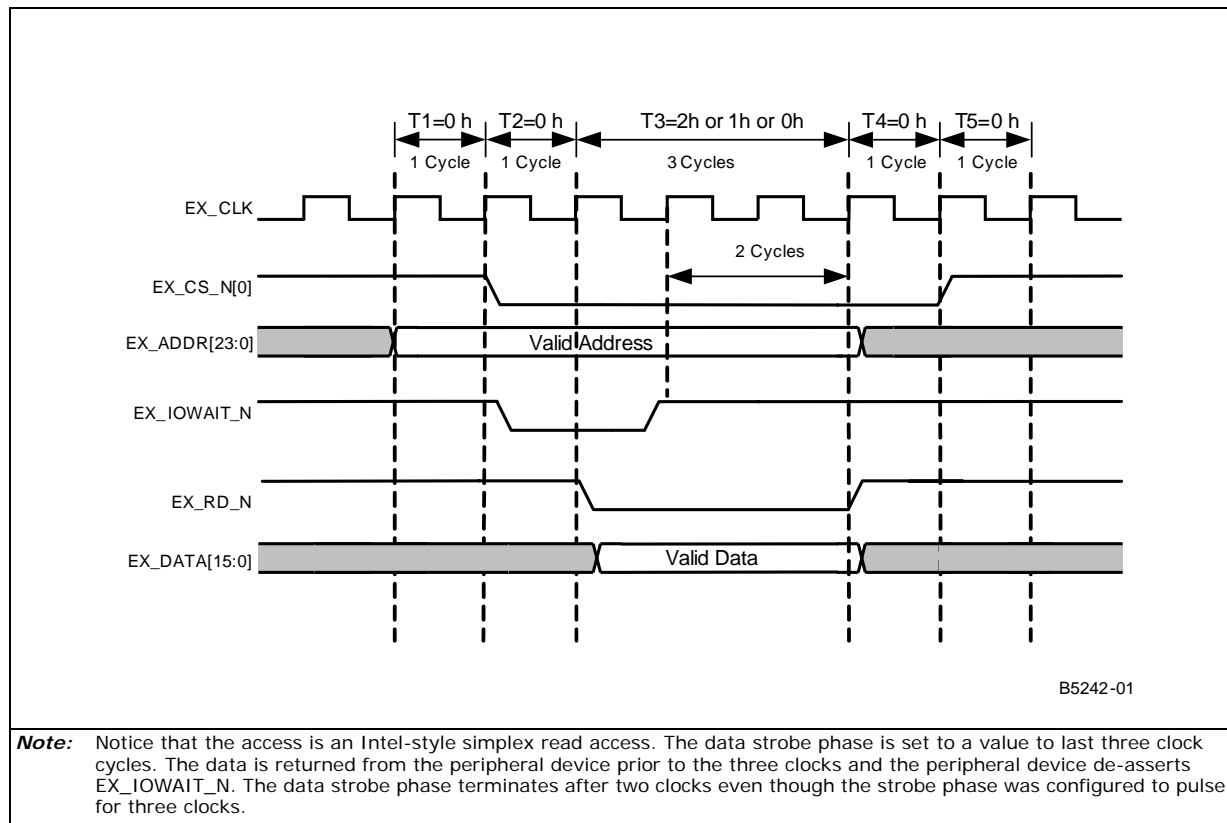 T1=0 h T2=0 h T3=2h or 1h or 0h T4=0 h T5=0 h
1 Cycle 1 Cycle 3 Cycles 1 Cycle 1 Cycle
EX_CLK
2 Cycles
EX_CS_N[0]
EX_ADDR[23:0] Valid Address
EX_IOWAIT_N
EX_RD_N
EX_DATA[15:0] Valid Data
B5242-01
Note: Notice that the access is an Intel-style simplex read access. The data strobe phase is set to a value to last three clock
cycles. The data is returned from the peripheral device prior to the three clocks and the peripheral device de-asserts
EX_IOWAIT_N. The data strobe phase terminates after two clocks even though the strobe phase was configured to pulse
for three clocks.